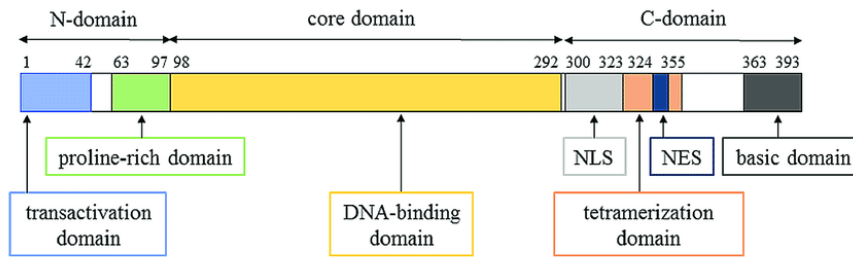 N-domain core domain C-domain
1 42 63 97 98 292 300 323 324 355 363 393
proline-rich domain NLS NES basic domain
transactivation domain
DNA-binding domain
tetramerization domain